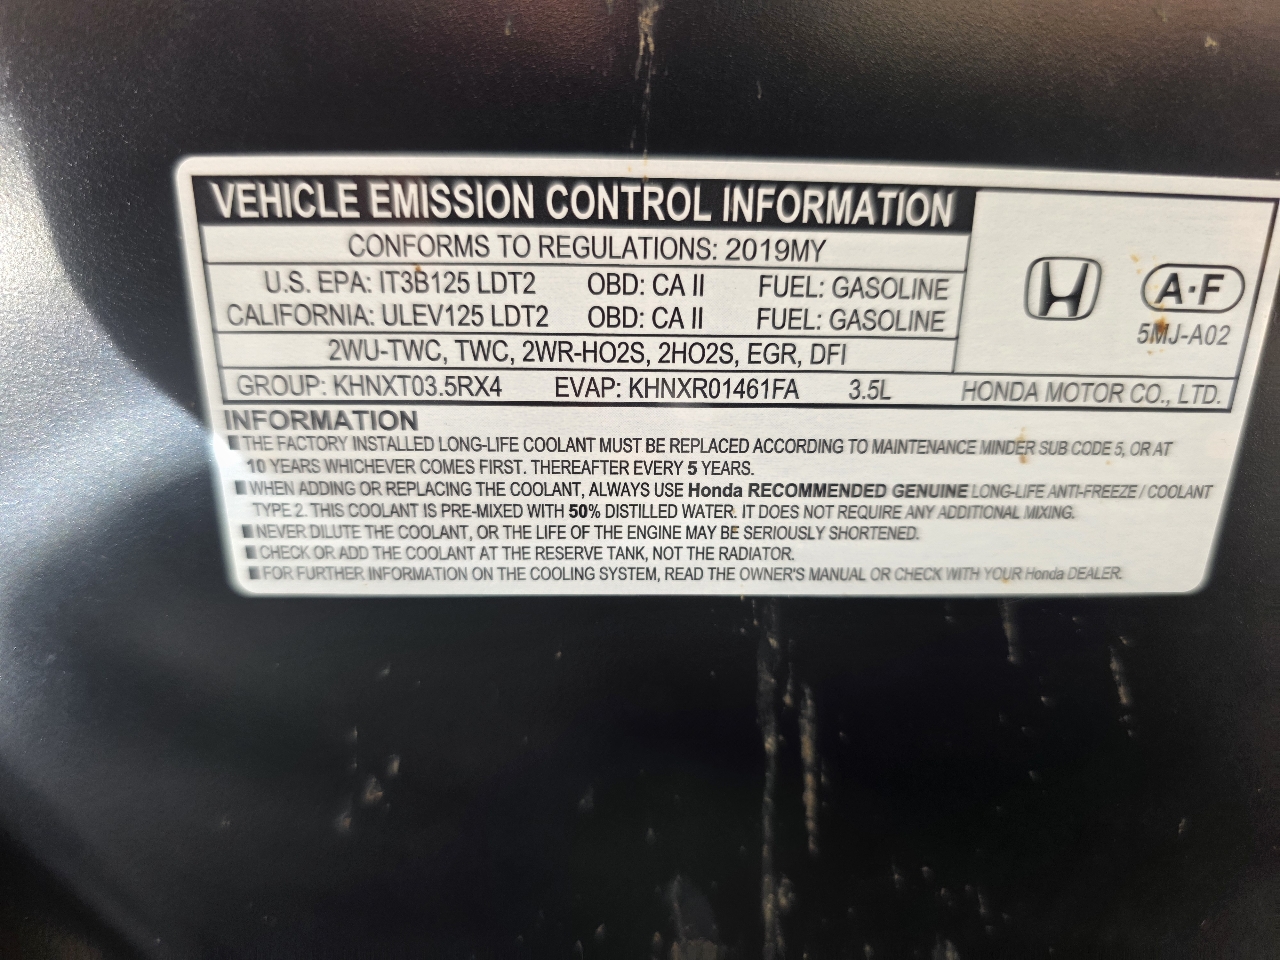 VEHICLE EMISSION CONTROL INFORMATION
CONFORMS TO REGULATIONS: 2019MY
U.S. EPA: IT3B125 LDT2 OBD: CA II FUEL: GASOLINE
CALIFORNIA: ULEV125 LDT2 OBD: CA II FUEL: GASOLINE
A·F
5MJ-A02
2WU-TWC, TWC, 2WR-HO2S, 2HO2S, EGR, DFI
GROUP: KHNXT03.5RX4 EVAP: KHNXR01461FA 3.5L HONDA MOTOR CO., LTD.
INFORMATION
■ THE FACTORY INSTALLED LONG-LIFE COOLANT MUST BE REPLACED ACCORDING TO MAINTENANCE MINDER SUB CODE 5, OR AT
10 YEARS WHICHEVER COMES FIRST. THEREAFTER EVERY 5 YEARS.
■ WHEN ADDING OR REPLACING THE COOLANT, ALWAYS USE Honda RECOMMENDED GENUINE LONG-LIFE ANTI-FREEZE / COOLANT
TYPE 2. THIS COOLANT IS PRE-MIXED WITH 50% DISTILLED WATER. IT DOES NOT REQUIRE ANY ADDITIONAL MIXING.
■ NEVER DILUTE THE COOLANT, OR THE LIFE OF THE ENGINE MAY BE SERIOUSLY SHORTENED.
■ CHECK OR ADD THE COOLANT AT THE RESERVE TANK, NOT THE RADIATOR.
■ FOR FURTHER INFORMATION ON THE COOLING SYSTEM, READ THE OWNER'S MANUAL OR CHECK WITH YOUR Honda DEALER.